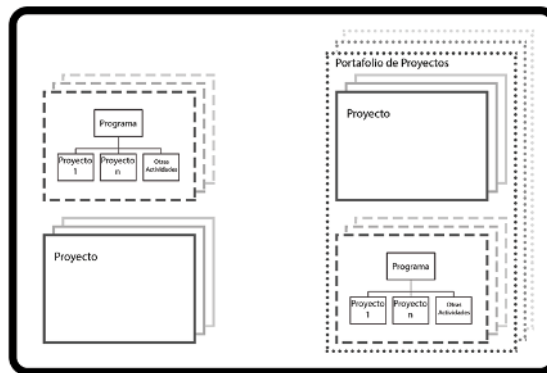 Programa
Proyecto
1
Proyecto
n
Otras
Actividades
Proyecto
Portafolio de Proyectos
Proyecto
Programa
Proyecto
1
Proyecto
n
Otras
Actividades